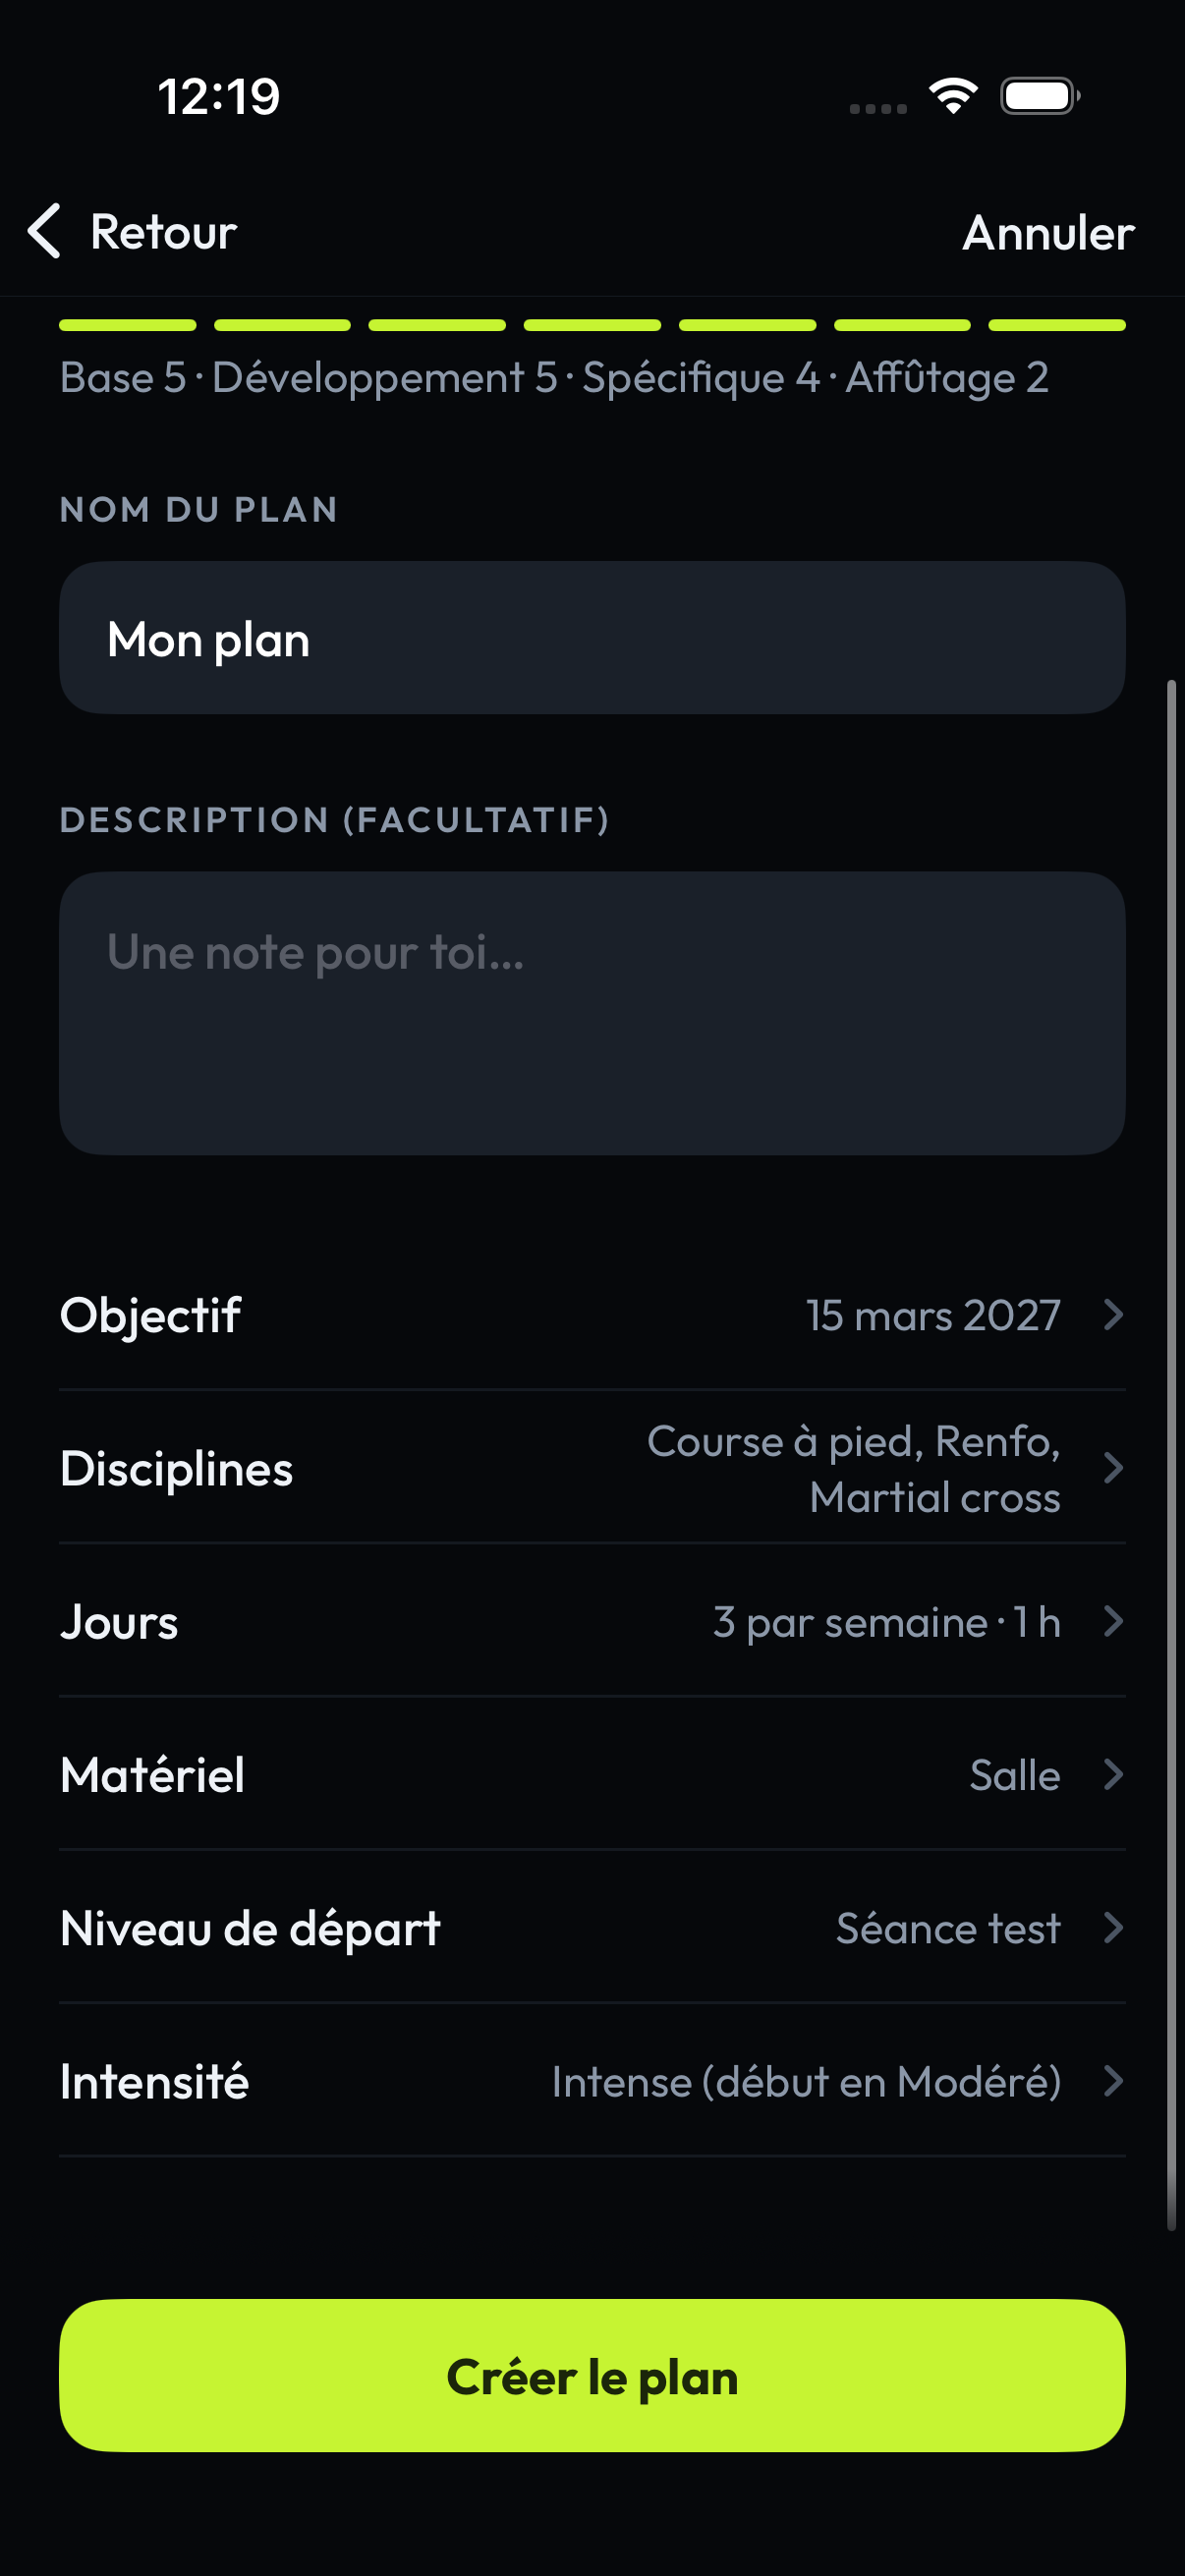 12:19
Retour
Annuler
Base 5 · Développement 5 · Spécifique 4 · Affûtage 2
NOM DU PLAN
Mon plan
DESCRIPTION (FACULTATIF)
Une note pour toi...
Objectif
15 mars 2027
Disciplines
Course à pied, Renfo,
Martial cross
Jours
3 par semaine · 1 h
Matériel
Salle
Niveau de départ
Séance test
Intensité
Intense (début en Modéré)
Créer le plan